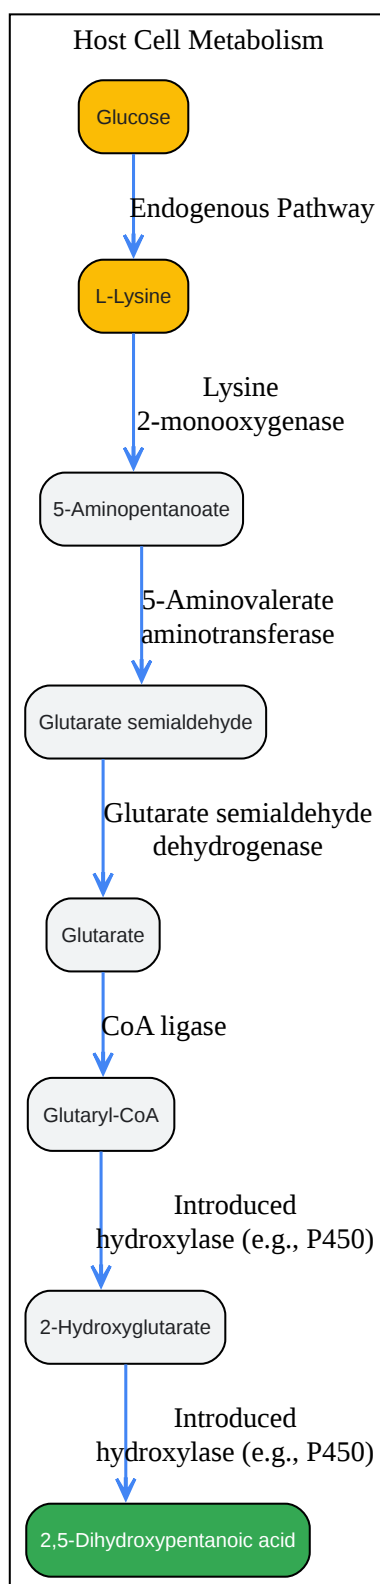 Host Cell Metabolism
Glucose
Endogenous Pathway
L-Lysine
Lysine
2-monooxygenase
5-Aminopentanoate
5-Aminovalerate
aminotransferase
Glutarate semialdehyde
Glutarate semialdehyde
dehydrogenase
Glutarate
CoA ligase
Glutaryl-CoA
Introduced
hydroxylase (e.g., P450)
2-Hydroxyglutarate
Introduced
hydroxylase (e.g., P450)
2,5-Dihydroxypentanoic acid